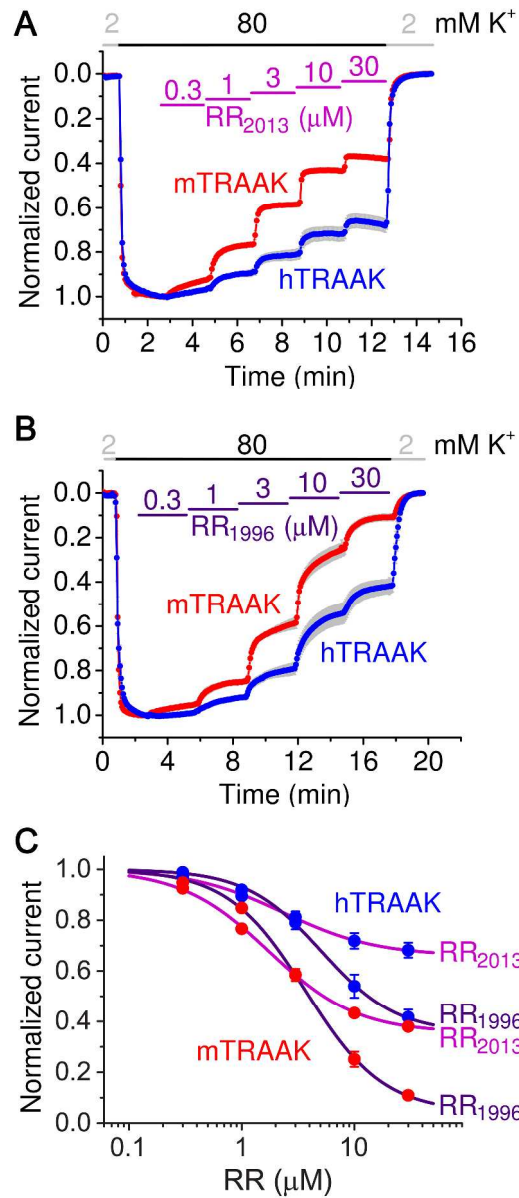 A
2 80 2 mM K⁺
0.3 1 3 10 30
RR₂₀₁₃ (μM)
mTRAAK
hTRAAK
0.0
0.2
0.4
0.6
0.8
1.0
Normalized current
0 2 4 6 8 10 12 14 16
Time (min)
B
2 80 2 mM K⁺
0.3 1 3 10 30
RR₁₉₉₆ (μM)
mTRAAK
hTRAAK
0.0
0.2
0.4
0.6
0.8
1.0
Normalized current
0 4 8 12 16 20
Time (min)
C
1.0
0.8
0.6
0.4
0.2
0.0
Normalized current
hTRAAK
RR₂₀₁₃
RR₁₉₉₆
RR₂₀₁₃
mTRAAK
RR₁₉₉₆
0.1 1 10
RR (μM)